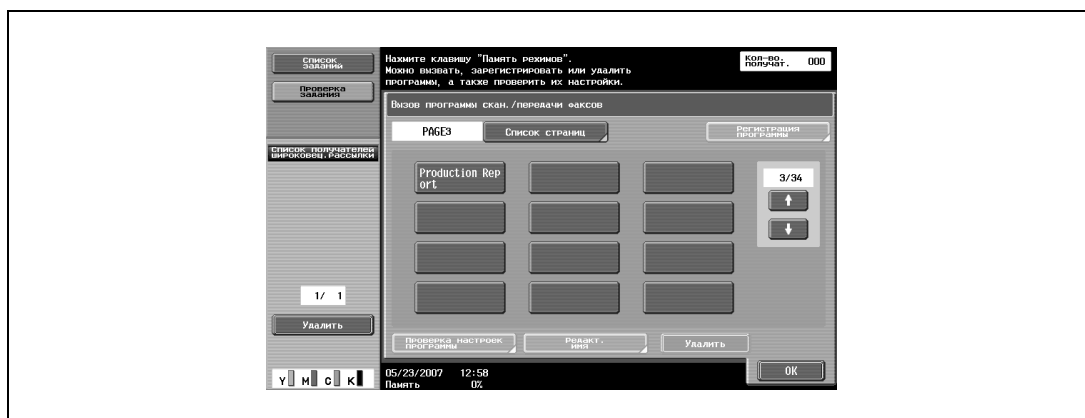 Список
заданий
Проверка
задания
Список получателей
широковещ.рассылки
1/ 1
Удалить
Y M C K
Нажмите клавишу "Память режимов".
Можно вызвать, зарегистрировать или удалить
программы, а также проверить их настройки.
Кол-во.
получат. 000
Вызов программы скан./передачи факсов
PAGE3 Список страниц
Регистрация
программы
Production Rep
ort
3/34
Проверка настроек
программы
Редакт.
имя
Удалить
05/23/2007 12:58
Память 0%
OK